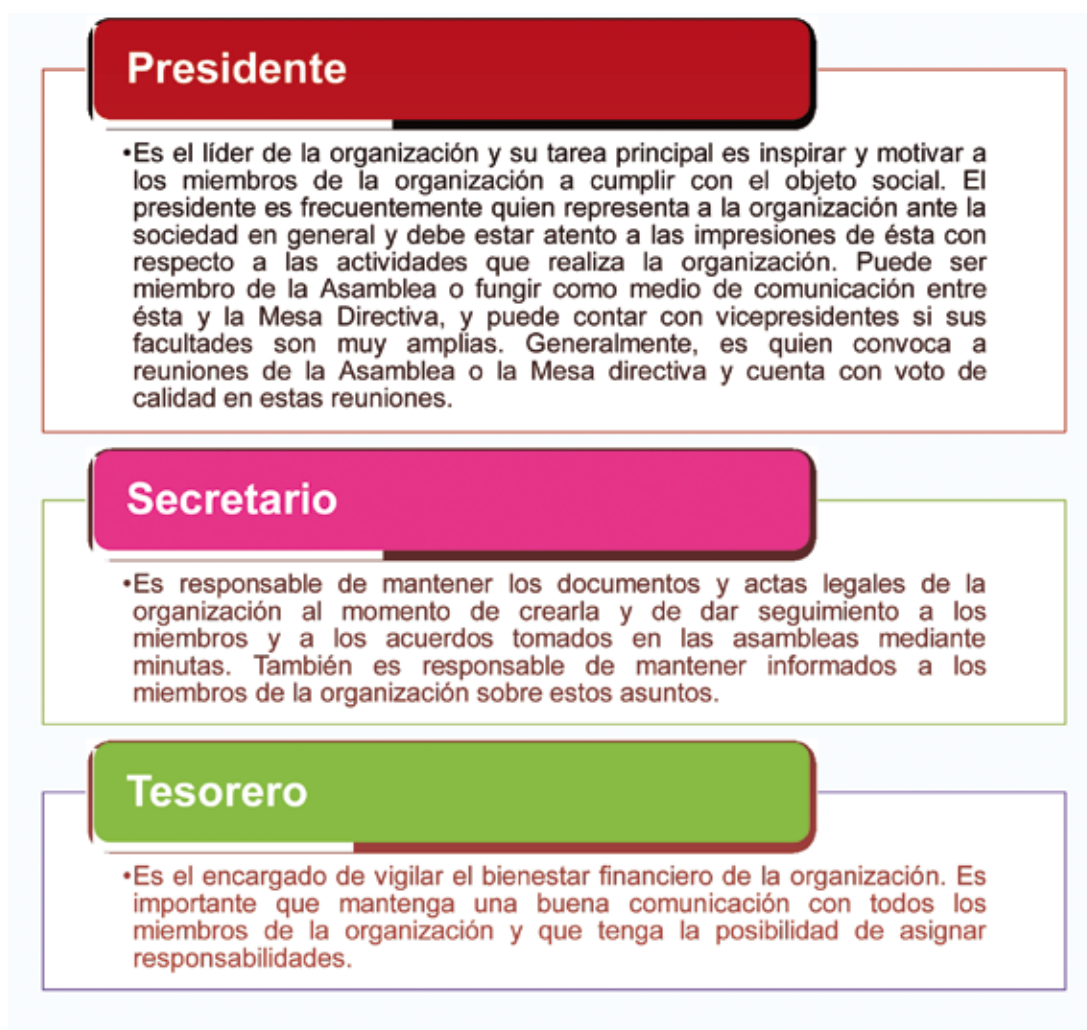 Presidente
•Es el líder de la organización y su tarea principal es inspirar y motivar a
los miembros de la organización a cumplir con el objeto social. El
presidente es frecuentemente quien representa a la organización ante la
sociedad en general y debe estar atento a las impresiones de ésta con
respecto a las actividades que realiza la organización. Puede ser
miembro de la Asamblea o fungir como medio de comunicación entre
ésta y la Mesa Directiva, y puede contar con vicepresidentes si sus
facultades son muy amplias. Generalmente, es quien convoca a
reuniones de la Asamblea o la Mesa directiva y cuenta con voto de
calidad en estas reuniones.
Secretario
•Es responsable de mantener los documentos y actas legales de la
organización al momento de crearla y de dar seguimiento a los
miembros y a los acuerdos tomados en las asambleas mediante
minutas. También es responsable de mantener informados a los
miembros de la organización sobre estos asuntos.
Tesorero
•Es el encargado de vigilar el bienestar financiero de la organización. Es
importante que mantenga una buena comunicación con todos los
miembros de la organización y que tenga la posibilidad de asignar
responsabilidades.